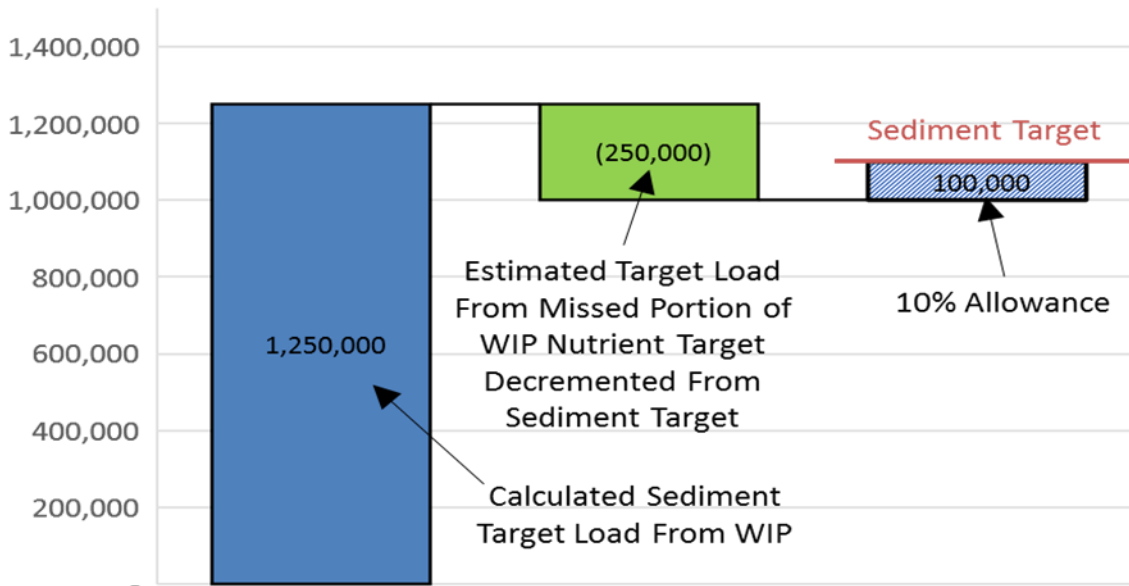 1,400,000
1,200,000
1,000,000
800,000
600,000
400,000
200,000
1,250,000
(250,000)
Sediment Target
100,000
Estimated Target Load
From Missed Portion of
WIP Nutrient Target
Decremented From
Sediment Target
10% Allowance
Calculated Sediment
Target Load From WIP